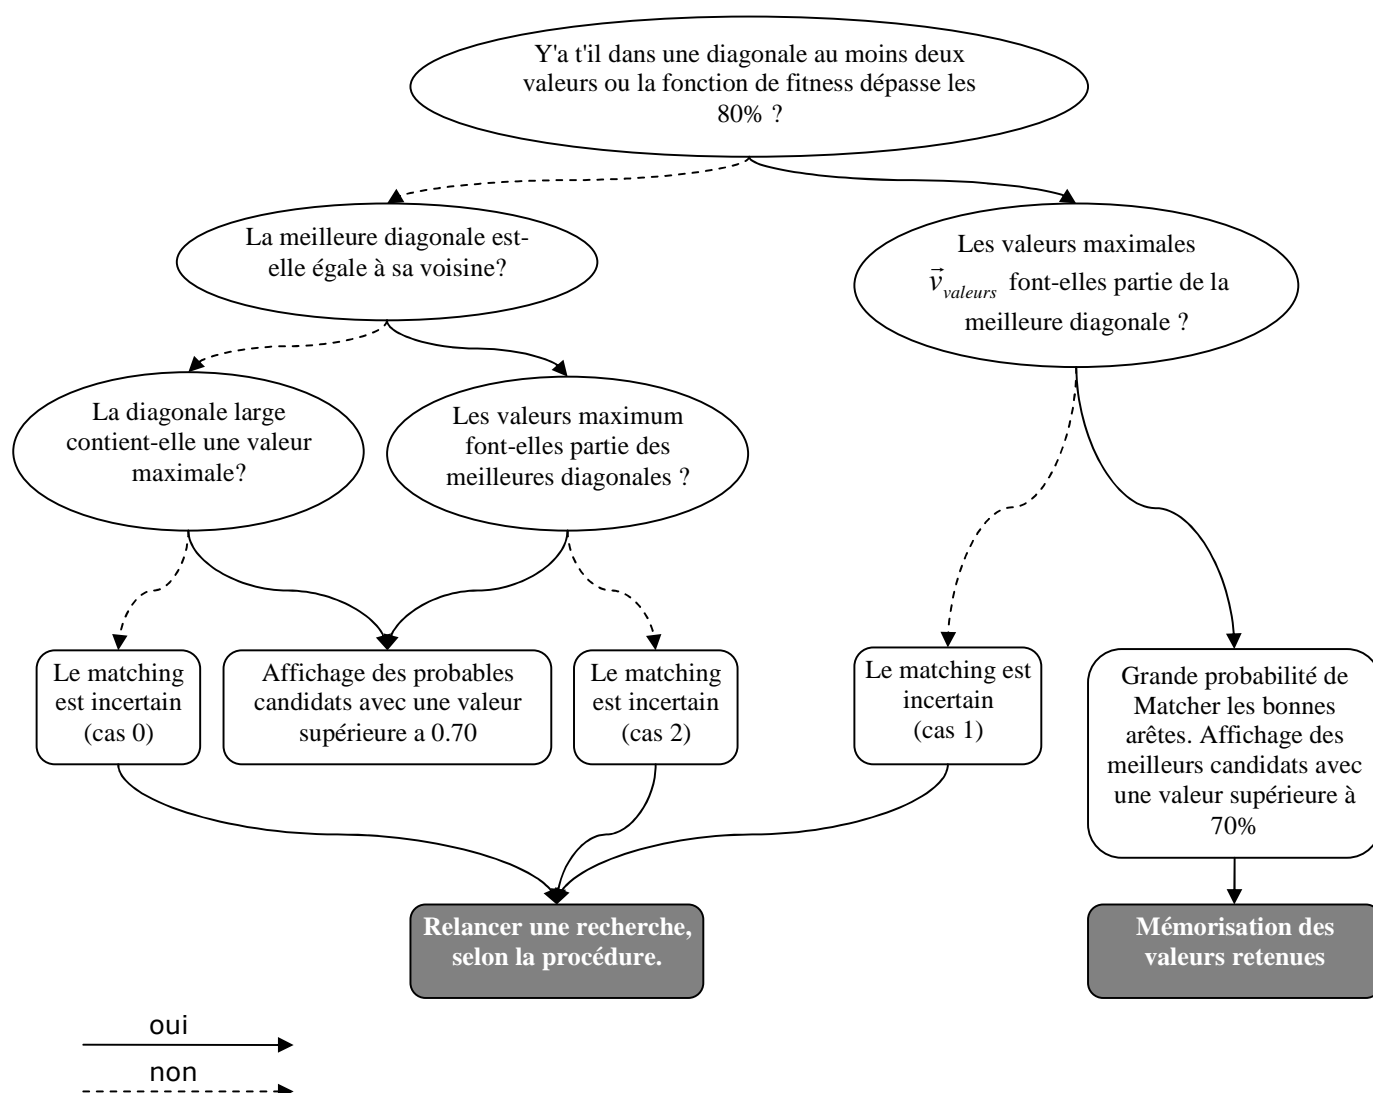 Y'a t'il dans une diagonale au moins deux
valeurs ou la fonction de fitness dépasse les
80% ?
La meilleure diagonale est-
elle égale à sa voisine?
Les valeurs maximales
v⃗ valeurs font-elles partie de la
meilleure diagonale ?
La diagonale large
contient-elle une valeur
maximale?
Les valeurs maximum
font-elles partie des
meilleures diagonales ?
Le matching
est incertain
(cas 0)
Affichage des probables
candidats avec une valeur
supérieure a 0.70
Le matching
est incertain
(cas 2)
Le matching est
incertain
(cas 1)
Grande probabilité de
Matcher les bonnes
arêtes. Affichage des
meilleurs candidats avec
une valeur supérieure à
70%
Relancer une recherche,
selon la procédure.
Mémorisation des
valeurs retenues
oui
non